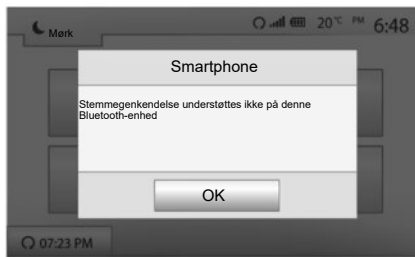 Mørk
20°C PM 6:48
Smartphone
Stemmegenkendelse understøttes ikke på denne
Bluetooth-enhed
OK
07:23 PM